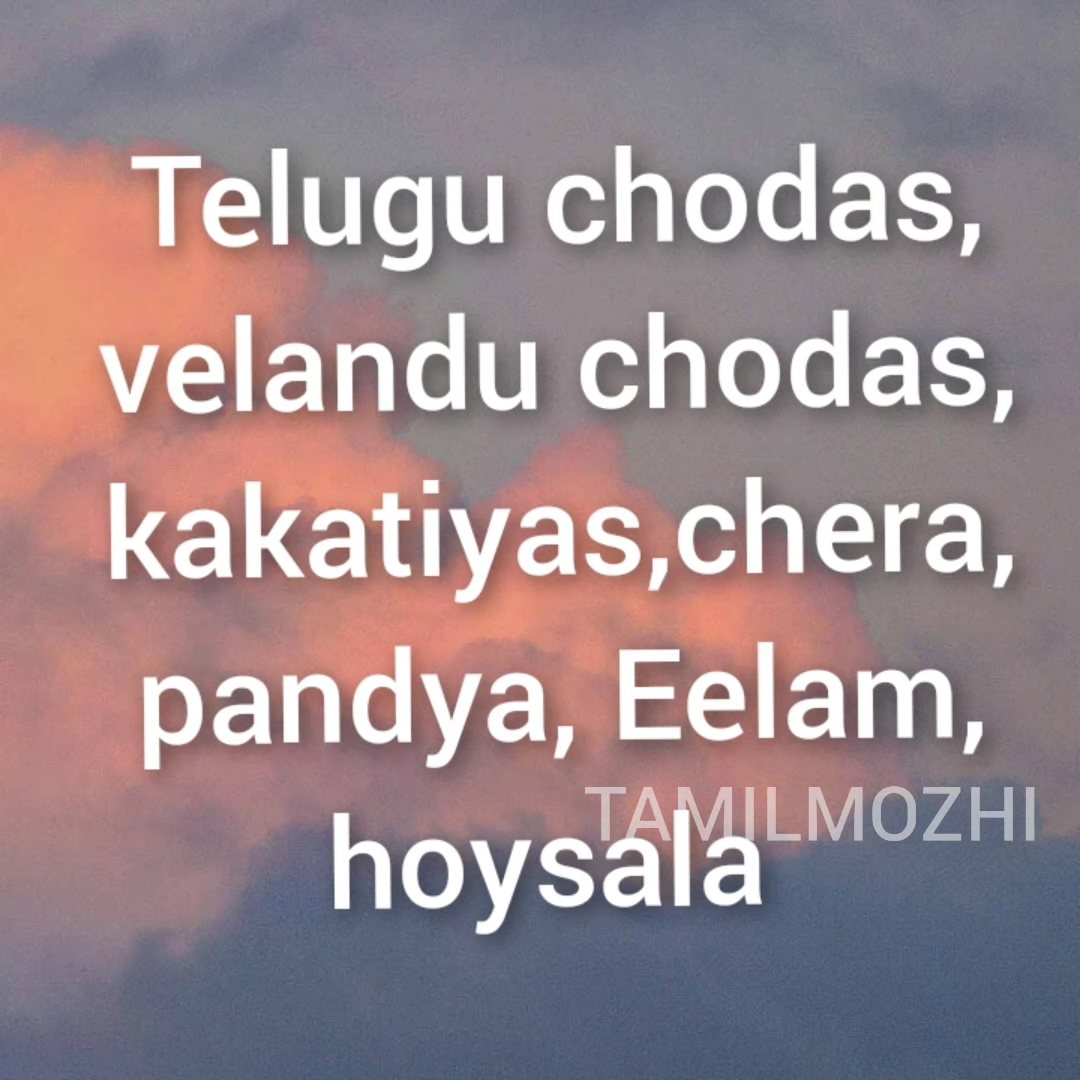 Telugu chodas,
velandu chodas,
kakatiyas,chera,
pandya, Eelam,
TAMILMOZHI
hoysala